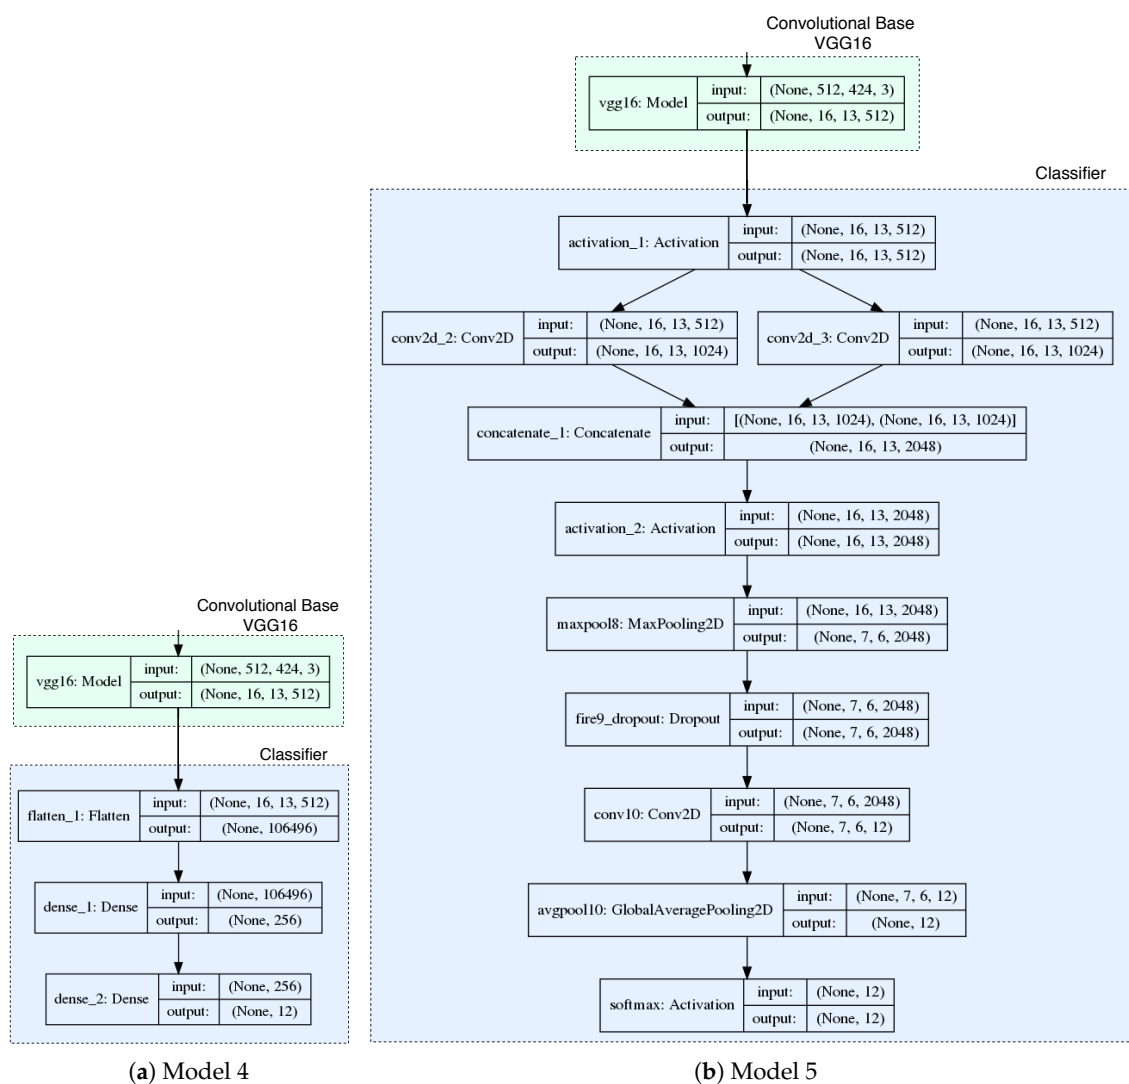 Convolutional Base
VGG16
vgg16: Model
input: (None, 512, 424, 3)
output: (None, 16, 13, 512)
Classifier
flatten_1: Flatten
input: (None, 16, 13, 512)
output: (None, 106496)
dense_1: Dense
input: (None, 106496)
output: (None, 256)
dense_2: Dense
input: (None, 256)
output: (None, 12)
(a) Model 4
Convolutional Base
VGG16
vgg16: Model
input: (None, 512, 424, 3)
output: (None, 16, 13, 512)
Classifier
activation_1: Activation
input: (None, 16, 13, 512)
output: (None, 16, 13, 512)
conv2d_2: Conv2D
input: (None, 16, 13, 512)
output: (None, 16, 13, 1024)
conv2d_3: Conv2D
input: (None, 16, 13, 512)
output: (None, 16, 13, 1024)
concatenate_1: Concatenate
input: [(None, 16, 13, 1024), (None, 16, 13, 1024)]
output: (None, 16, 13, 2048)
activation_2: Activation
input: (None, 16, 13, 2048)
output: (None, 16, 13, 2048)
maxpool8: MaxPooling2D
input: (None, 16, 13, 2048)
output: (None, 7, 6, 2048)
fire9_dropout: Dropout
input: (None, 7, 6, 2048)
output: (None, 7, 6, 2048)
conv10: Conv2D
input: (None, 7, 6, 2048)
output: (None, 7, 6, 12)
avgpool10: GlobalAveragePooling2D
input: (None, 7, 6, 12)
output: (None, 12)
softmax: Activation
input: (None, 12)
output: (None, 12)
(b) Model 5